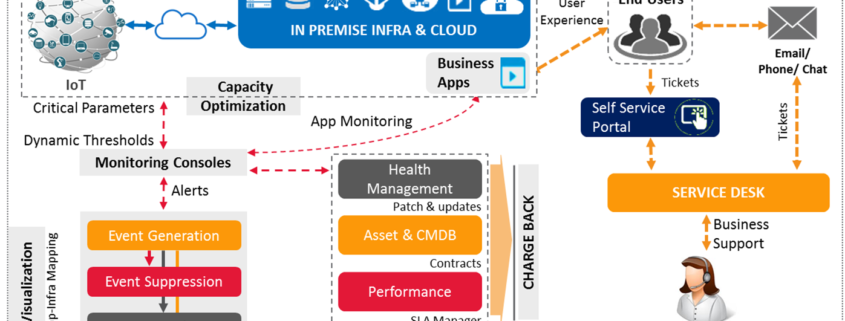 User
Experience
End Users
IN PREMISE INFRA & CLOUD
Email/
Phone/ Chat
IoT
Business
Apps
Tickets
Capacity
Optimization
Critical Parameters
Self Service
Portal
App Monitoring
Tickets
Dynamic Thresholds
Monitoring Consoles
Health
Management
Alerts
SERVICE DESK
Patch & updates
Business
Support
Event Generation
Asset & CMDB
CHARGE BACK
Contracts
Visualization
p-Infra Mapping
Event Suppression
Performance
SLA Manager